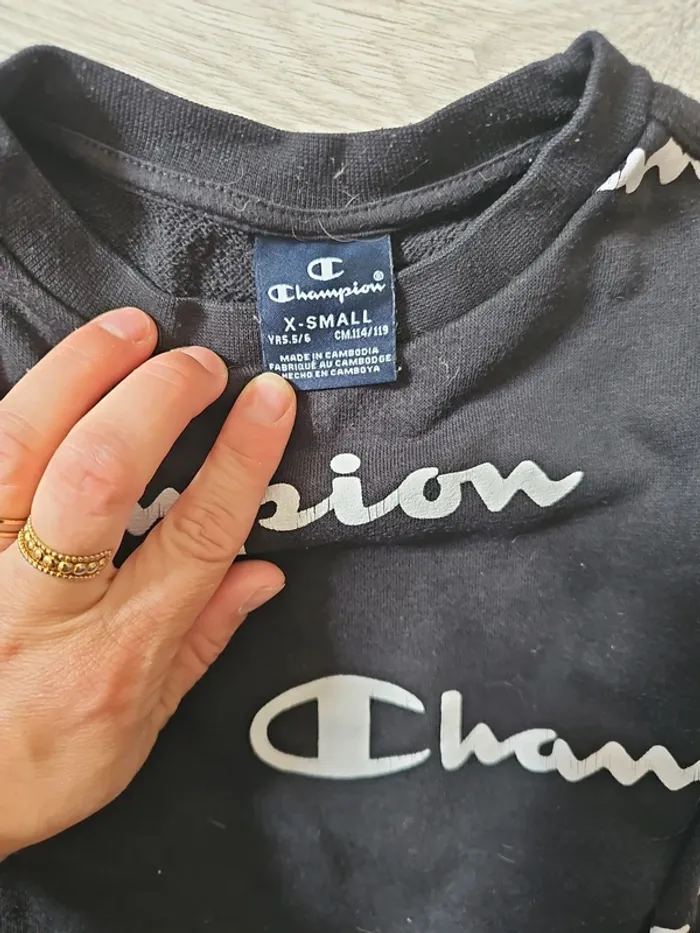 C
Champion®
X-SMALL
YRS.5/6 CM.114/119
MADE IN CAMBODIA
FABRIQUÉ AU CAMBODGE
HECHO EN CAMBOYA
pion
Cham